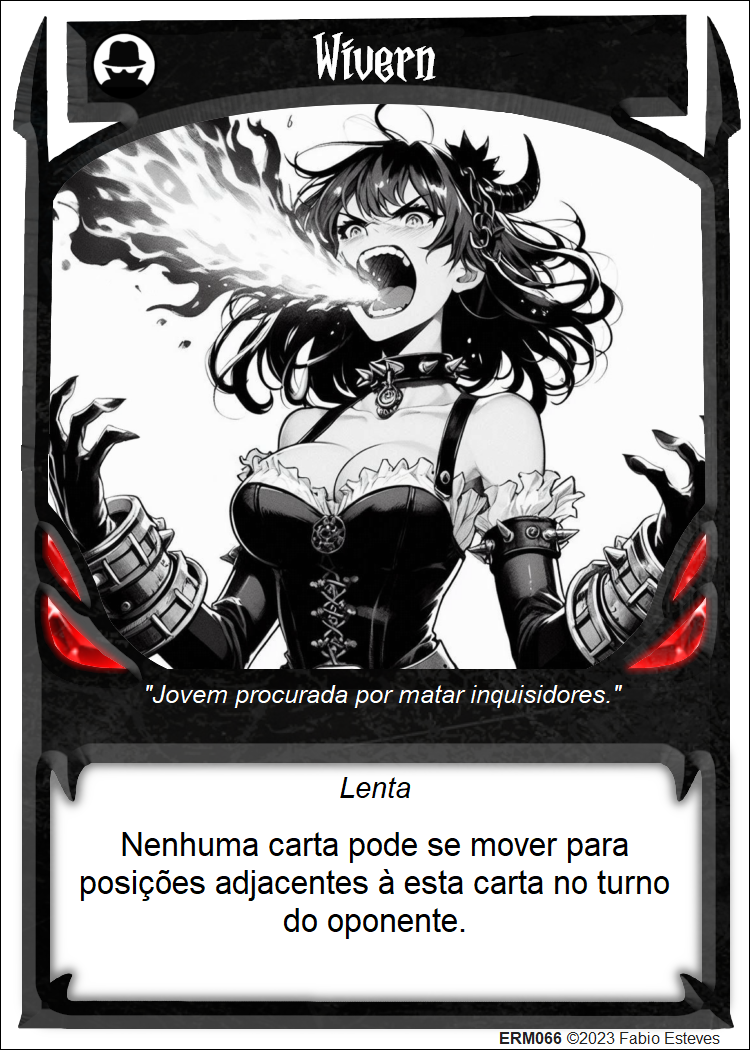 Wivern
"Jovem procurada por matar inquisidores."
Lenta
Nenhuma carta pode se mover para
posições adjacentes à esta carta no turno
do oponente.
ERM066 ©2023 Fabio Esteves